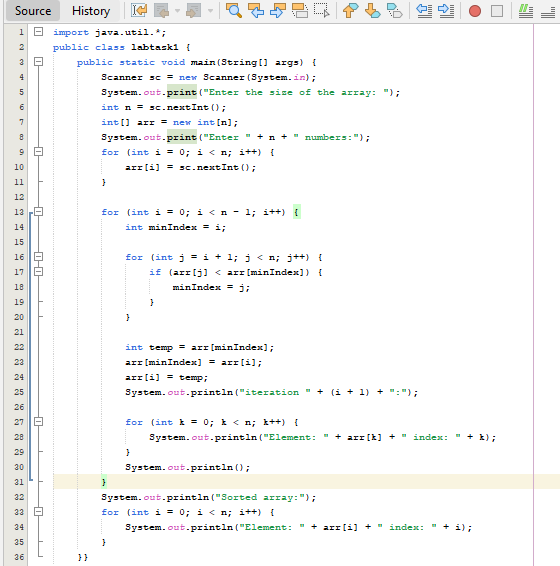 Source History
1 import java.util.*;
2 public class labtask1 {
3 public static void main(String[] args) {
4 Scanner sc = new Scanner(System.in);
5 System.out.print("Enter the size of the array: ");
6 int n = sc.nextInt();
7 int[] arr = new int[n];
8 System.out.print("Enter " + n + " numbers:");
9 for (int i = 0; i < n; i++) {
10 arr[i] = sc.nextInt();
11 }
12
13 for (int i = 0; i < n - 1; i++) {
14 int minIndex = i;
15
16 for (int j = i + 1; j < n; j++) {
17 if (arr[j] < arr[minIndex]) {
18 minIndex = j;
19 }
20 }
21
22 int temp = arr[minIndex];
23 arr[minIndex] = arr[i];
24 arr[i] = temp;
25 System.out.println("iteration " + (i + 1) + ":");
26
27 for (int k = 0; k < n; k++) {
28 System.out.println("Element: " + arr[k] + " index: " + k);
29 }
30 System.out.println();
31 }
32 System.out.println("Sorted array:");
33 for (int i = 0; i < n; i++) {
34 System.out.println("Element: " + arr[i] + " index: " + i);
35 }
36 }}